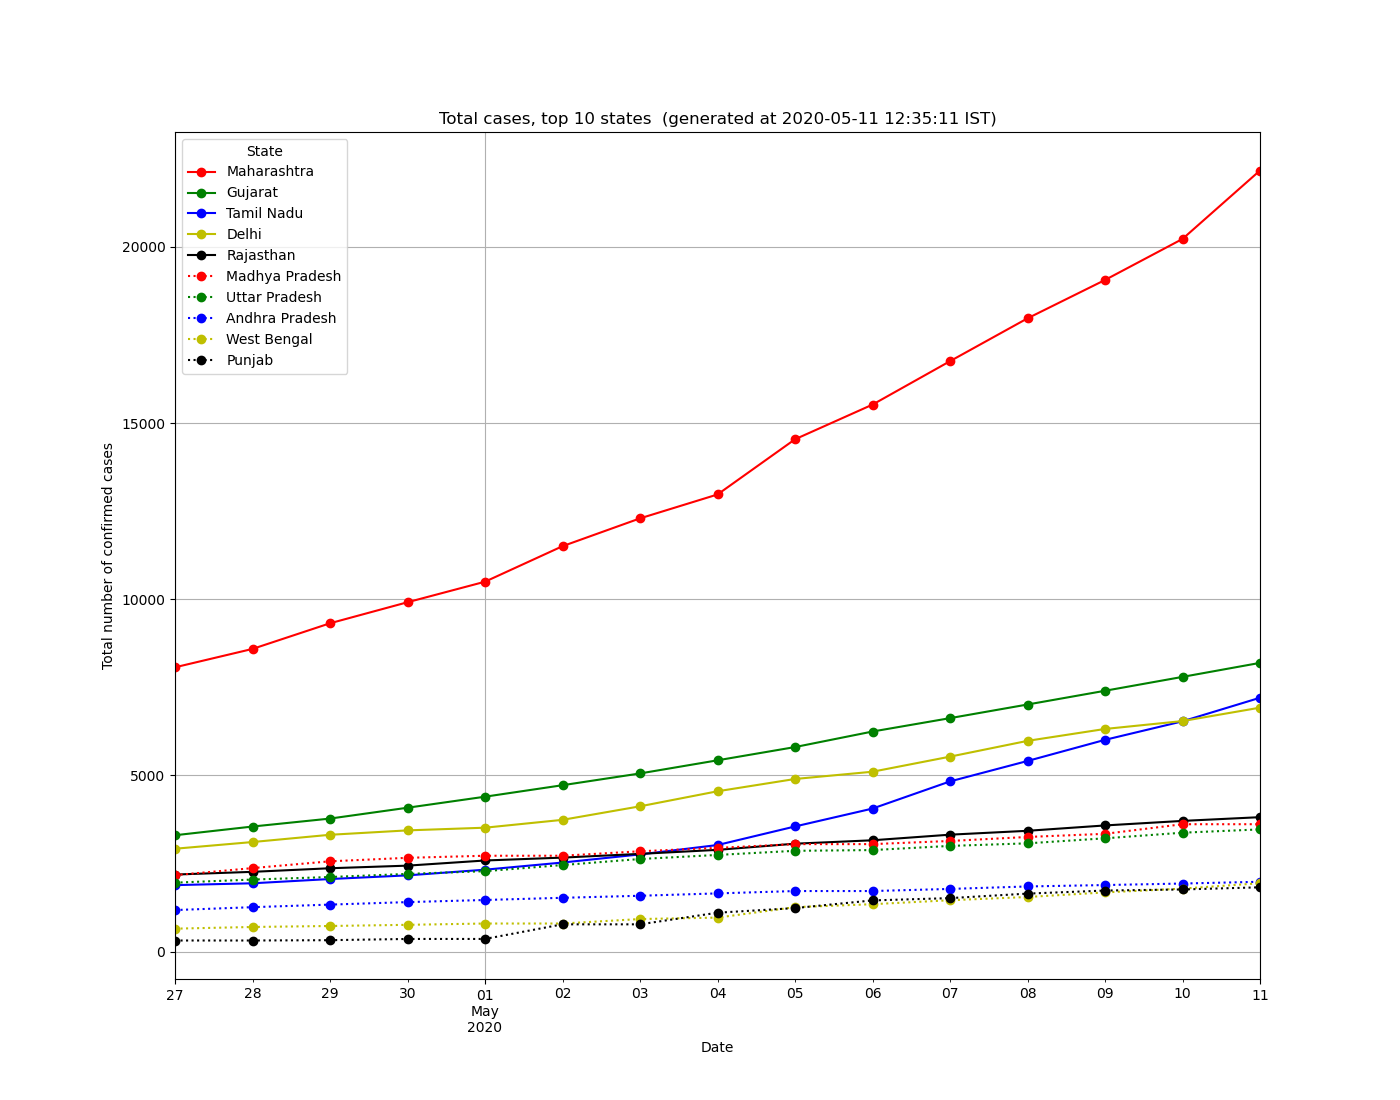 Total cases, top 10 states  (generated at 2020-05-11 12:35:11 IST)
State
Maharashtra
Gujarat
Tamil Nadu
Delhi
Rajasthan
Madhya Pradesh
Uttar Pradesh
Andhra Pradesh
West Bengal
Punjab
Total number of confirmed cases
20000
15000
10000
5000
0
27 28 29 30 01 02 03 04 05 06 07 08 09 10 11
May
2020
Date